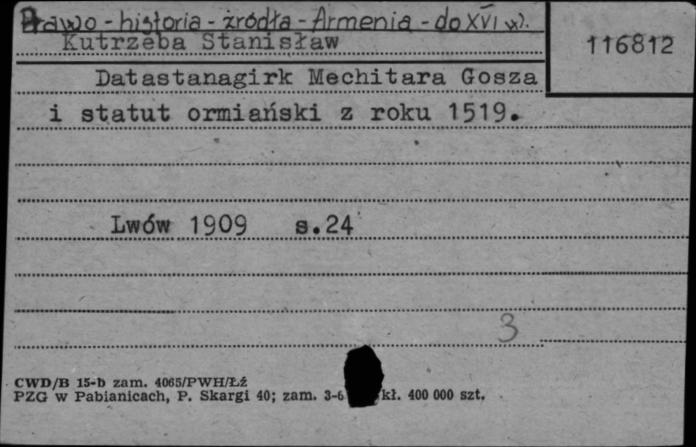 Prawo - historia - źródła - Armenia - do XVI w.
Kutrzeba Stanisław
116812
Datastanagirk Mechitara Gosza
i statut ormiański z roku 1519.
Lwów 1909 s.24
3
CWD/B 15-b zam. 4065/PWH/Łź
PZG w Pabianicach, P. Skargi 40; zam. 3-6 kł. 400 000 szt.